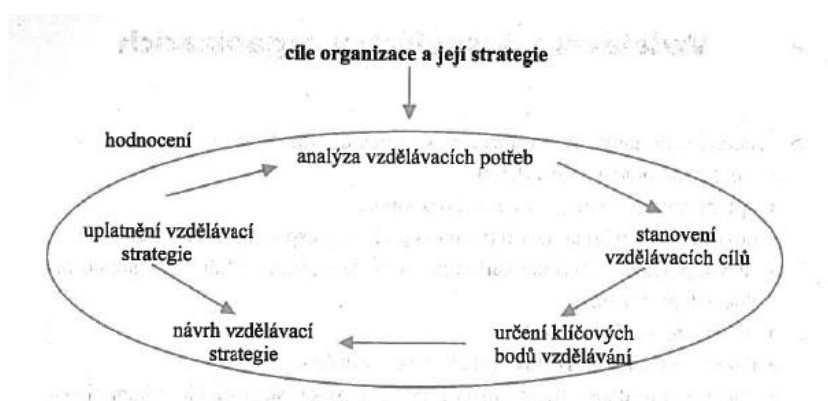 cíle organizace a její strategie
hodnocení
analýza vzdělávacích potřeb
uplatnění vzdělávací
strategie
stanovení
vzdělávacích cílů
návrh vzdělávací
strategie
určení klíčových
bodů vzdělávání